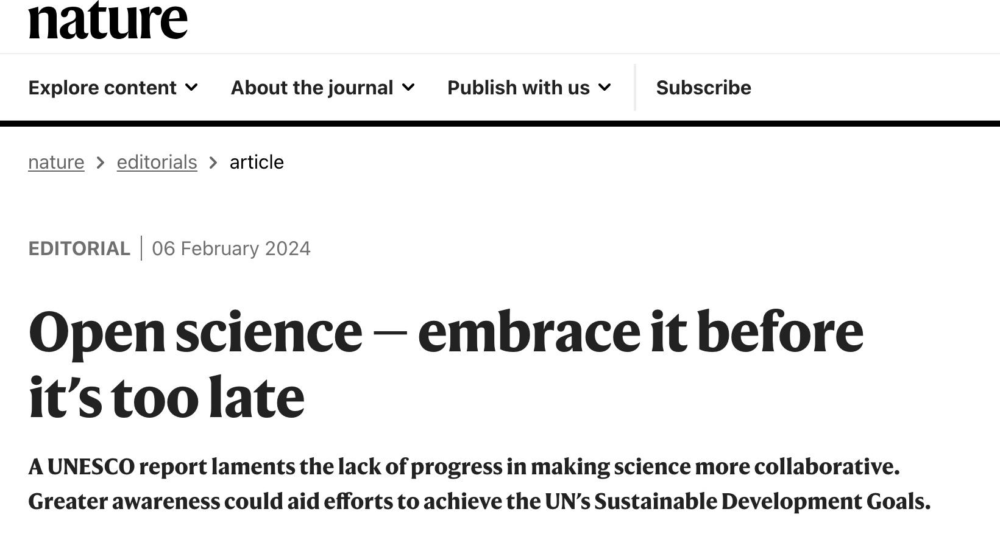 nature
Explore content About the journal Publish with us Subscribe
nature > editorials > article
EDITORIAL | 06 February 2024
Open science — embrace it before
it’s too late
A UNESCO report laments the lack of progress in making science more collaborative.
Greater awareness could aid efforts to achieve the UN’s Sustainable Development Goals.